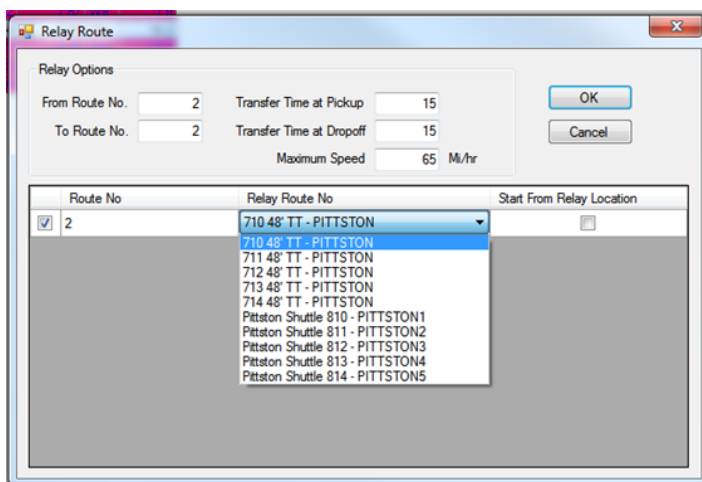 Relay Route
Relay Options
From Route No. 2 Transfer Time at Pickup 15 OK
To Route No. 2 Transfer Time at Dropoff 15 Cancel
Maximum Speed 65 Mi/hr
Route No Relay Route No Start From Relay Location
2 710 48' TT - PITTSTON
710 48' TT - PITTSTON
711 48' TT - PITTSTON
712 48' TT - PITTSTON
713 48' TT - PITTSTON
714 48' TT - PITTSTON
Pittston Shuttle 810 - PITTSTON1
Pittston Shuttle 811 - PITTSTON2
Pittston Shuttle 812 - PITTSTON3
Pittston Shuttle 813 - PITTSTON4
Pittston Shuttle 814 - PITTSTON5